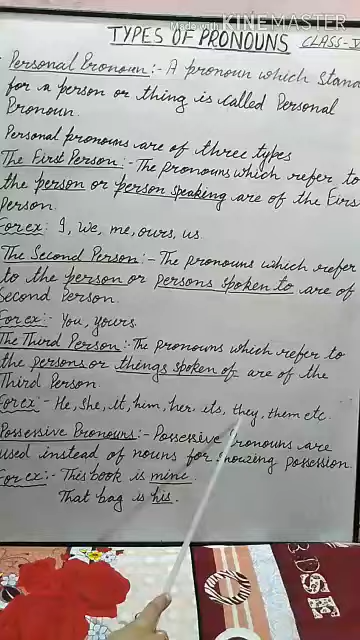 Made with KINEMASTER
TYPES OF PRONOUNS CLASS-V
Personal Pronoun:- A pronoun which stand
for a person or thing is called Personal
Pronoun.
Personal pronouns are of three types
The First Person:- The pronouns which refer to
the person or person speaking are of the First
Person.
For ex: I, we, me, ours, us
The Second Person:- The pronouns which refer
to the person or persons spoken to are of
Second Person.
For ex:- You, yours.
The Third Person:- The pronouns which refer to
the persons or things spoken of are of the
Third Person.
For ex:- He, She, it, him, her, its, they, them etc.
Possessive Pronouns:- Possessive pronouns are
used instead of nouns for showing possession.
For ex:- This book is mine.
That bag is his.